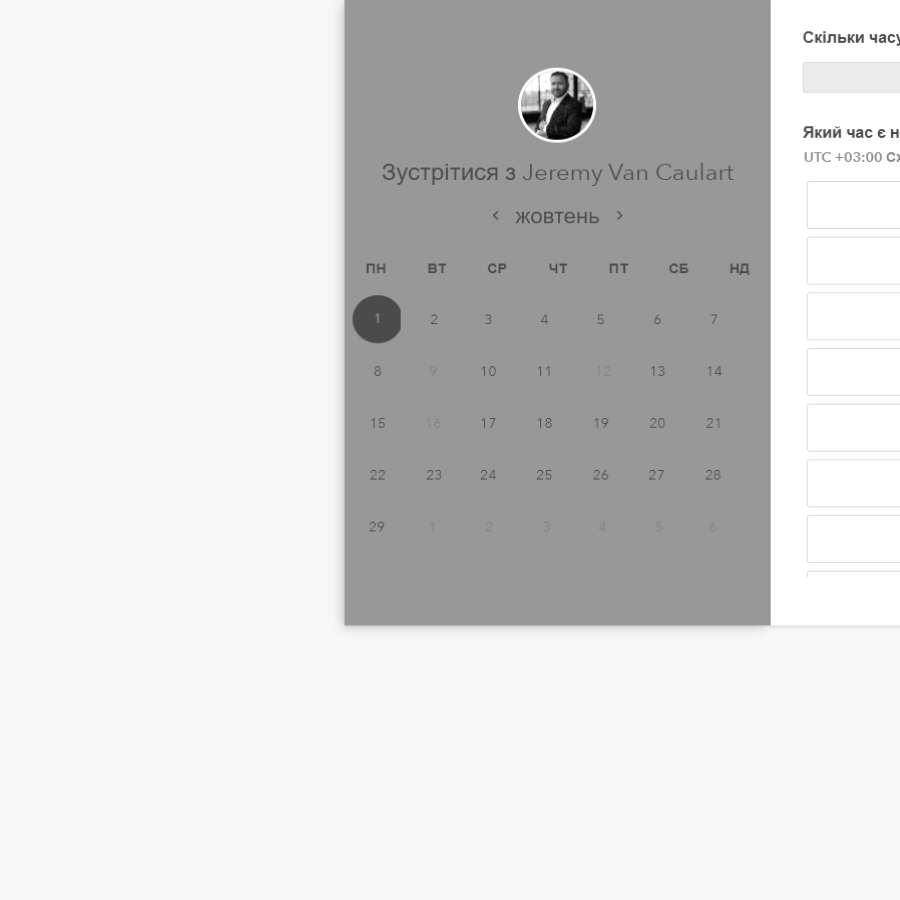 Зустрітися з Jeremy Van Caulart
жовтень
ПН ВТ СР ЧТ ПТ СБ НД
1 2 3 4 5 6 7
8 9 10 11 12 13 14
15 16 17 18 19 20 21
22 23 24 25 26 27 28
29 1 2 3 4 5 6
Скільки часу
Який час є н
UTC +03:00 Сх